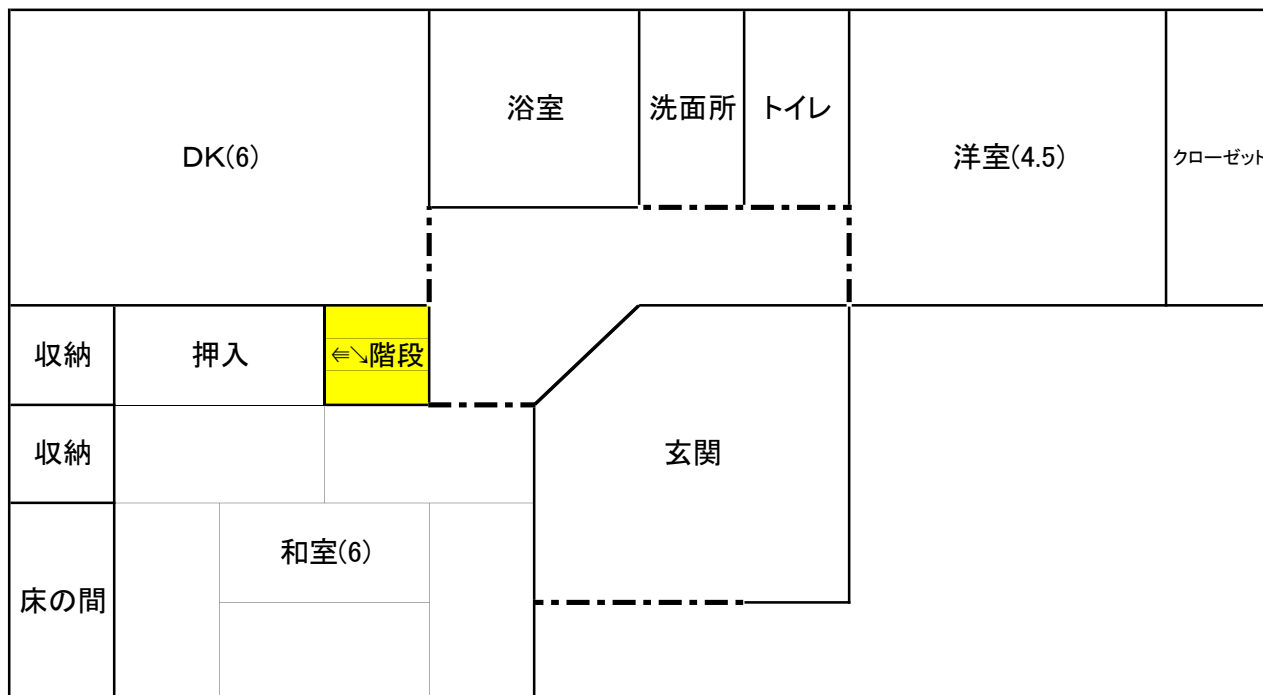 浴室
洗面所
トイレ
DK(6)
洋室(4.5)
クローゼット
収納
押入
⇐↘階段
収納
玄関
和室(6)
床の間